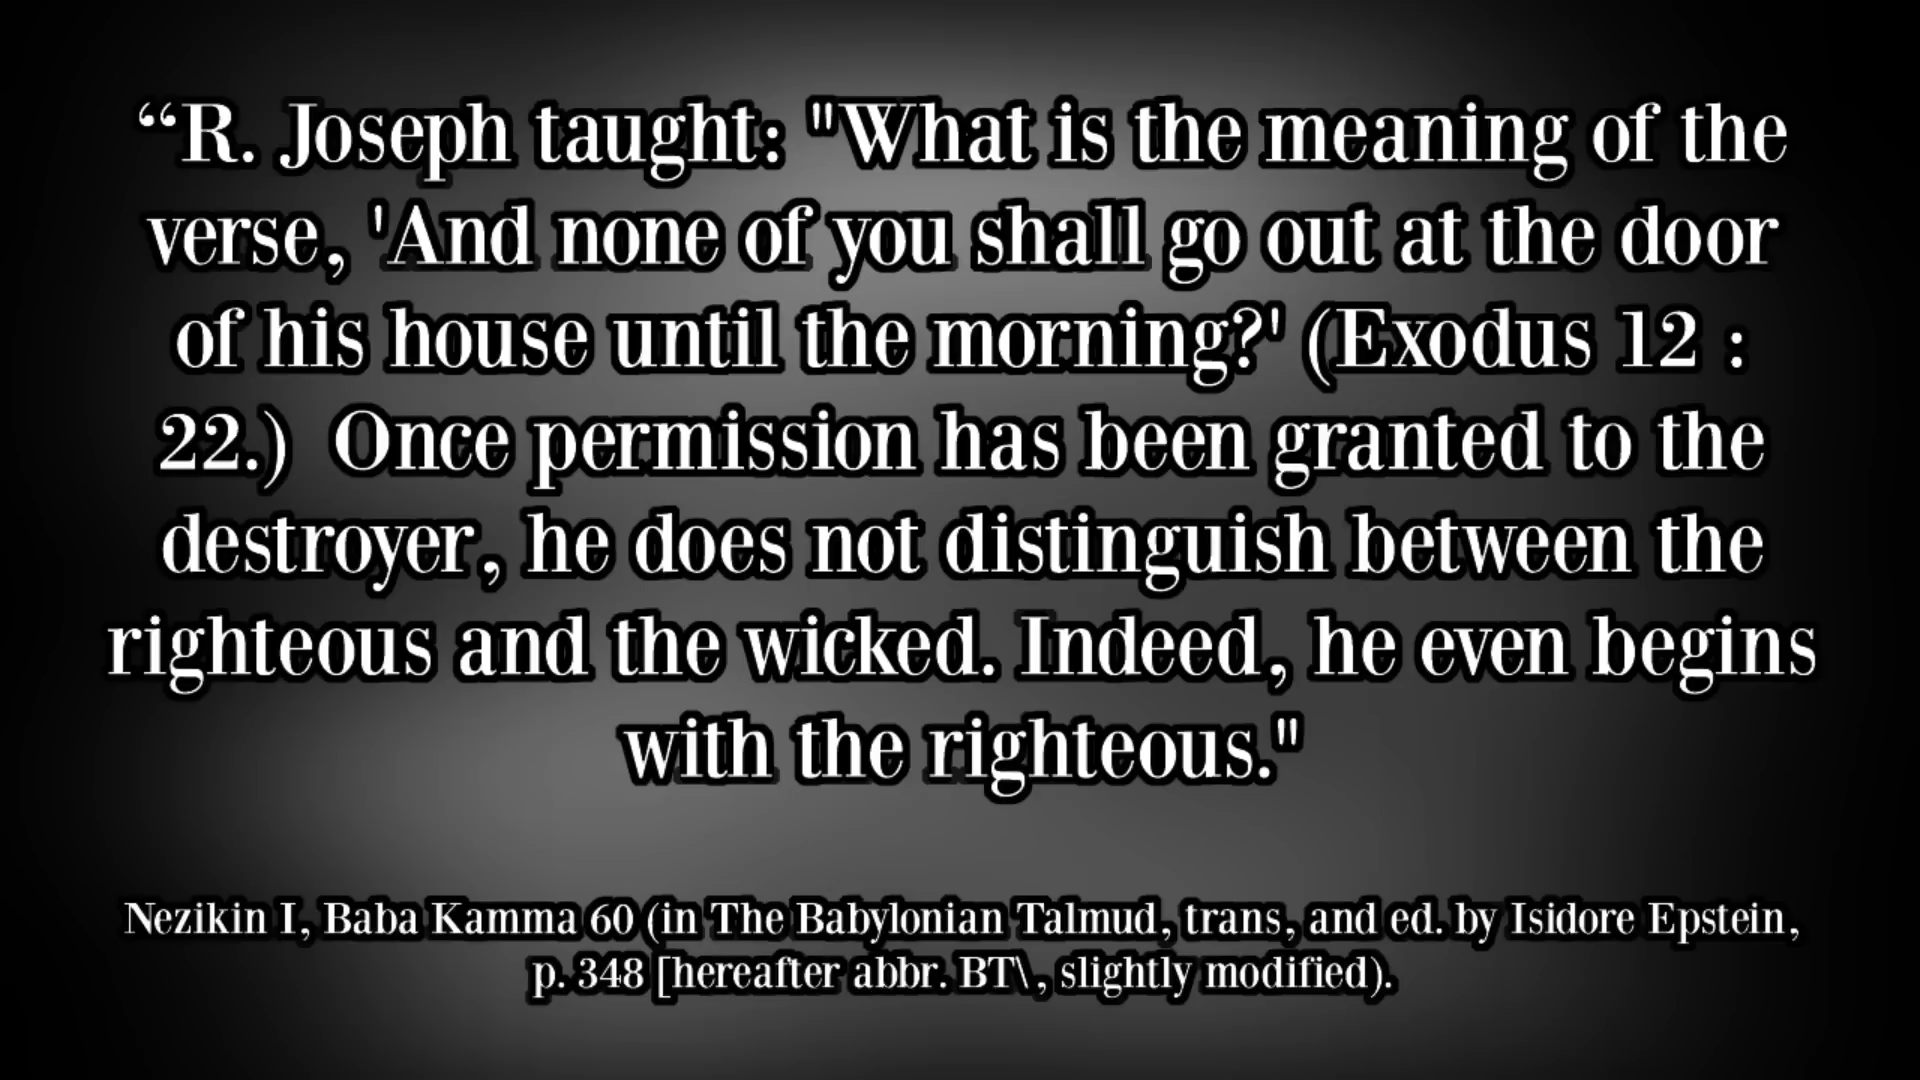 “R. Joseph taught: "What is the meaning of the
verse, 'And none of you shall go out at the door
of his house until the morning?' (Exodus 12 :
22.)  Once permission has been granted to the
destroyer, he does not distinguish between the
righteous and the wicked. Indeed, he even begins
with the righteous."
Nezikin I, Baba Kamma 60 (in The Babylonian Talmud, trans, and ed. by Isidore Epstein,
p. 348 [hereafter abbr. BT\, slightly modified).